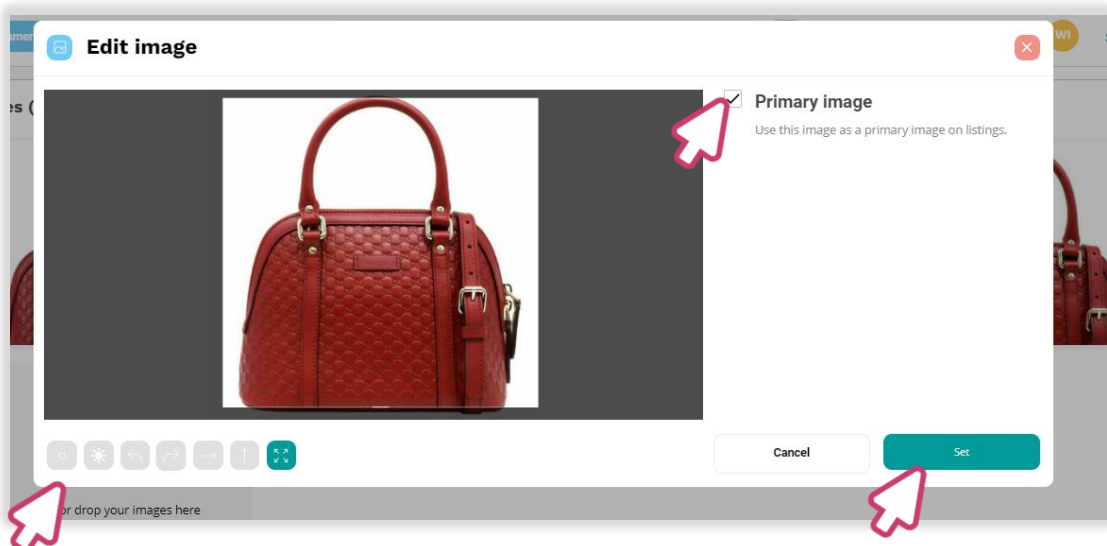 WI
Edit image
es (
Primary image
Use this image as a primary image on listings.
Cancel
Set
or drop your images here